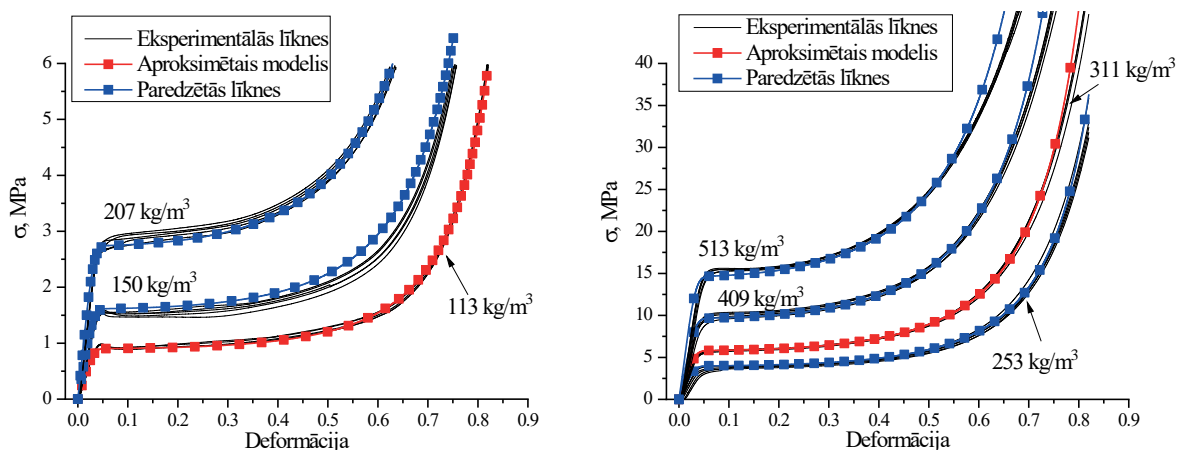 Eksperimentālās līknes
Aproksimētais modelis
Paredzētās līknes
6
5
4
3
2
1
0
σ, MPa
207 kg/m³
150 kg/m³
113 kg/m³
0.0 0.1 0.2 0.3 0.4 0.5 0.6 0.7 0.8 0.9
Deformācija
Eksperimentālās līknes
Aproksimētais modelis
Paredzētās līknes
40
35
30
25
20
15
10
5
0
σ, MPa
311 kg/m³
513 kg/m³
409 kg/m³
253 kg/m³
0.0 0.1 0.2 0.3 0.4 0.5 0.6 0.7 0.8 0.9
Deformācija